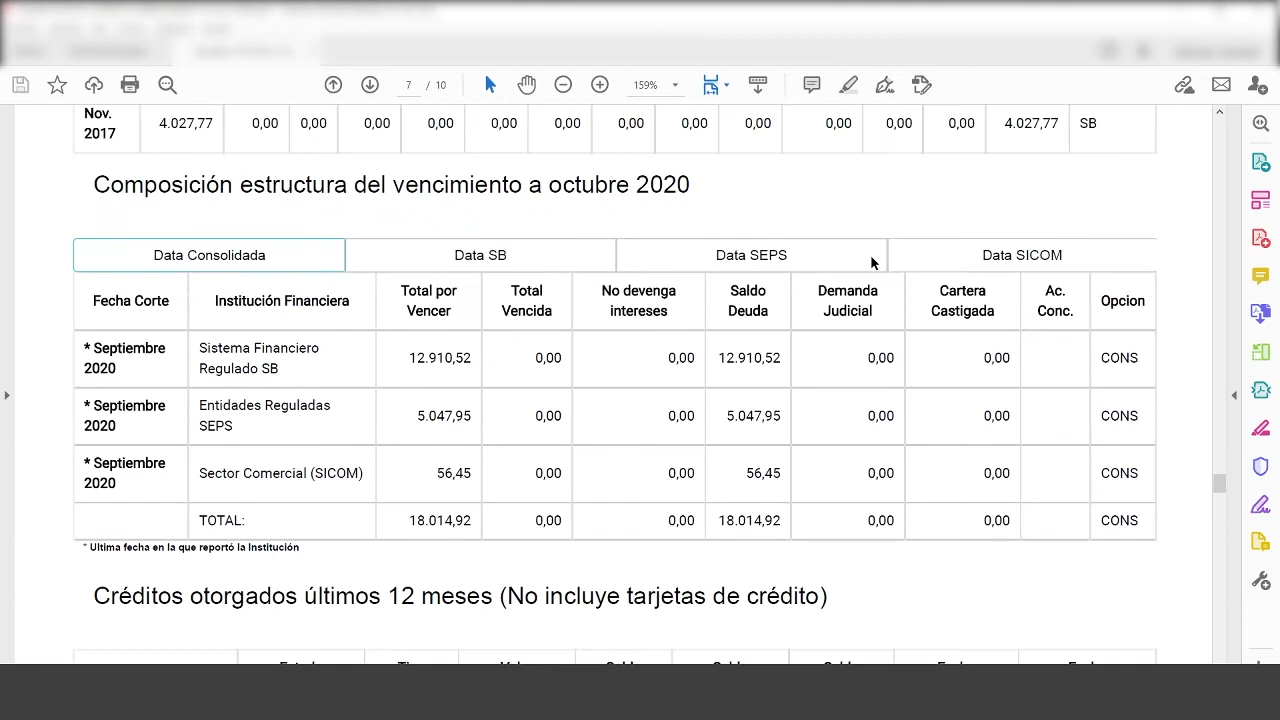 7 / 10
159%
Nov.
2017
4.027,77 0,00 0,00 0,00 0,00 0,00 0,00 0,00 0,00 0,00 0,00 0,00 0,00 4.027,77 SB
Composición estructura del vencimiento a octubre 2020
Data Consolidada Data SB Data SEPS Data SICOM
Fecha Corte Institución Financiera Total por Vencer Total Vencida No devenga intereses Saldo Deuda Demanda Judicial Cartera Castigada Ac. Conc. Opcion
* Septiembre 2020 Sistema Financiero Regulado SB 12.910,52 0,00 0,00 12.910,52 0,00 0,00 CONS
* Septiembre 2020 Entidades Reguladas SEPS 5.047,95 0,00 0,00 5.047,95 0,00 0,00 CONS
* Septiembre 2020 Sector Comercial (SICOM) 56,45 0,00 0,00 56,45 0,00 0,00 CONS
TOTAL: 18.014,92 0,00 0,00 18.014,92 0,00 0,00 CONS
* Ultima fecha en la que reportó la Institución
Créditos otorgados últimos 12 meses (No incluye tarjetas de crédito)